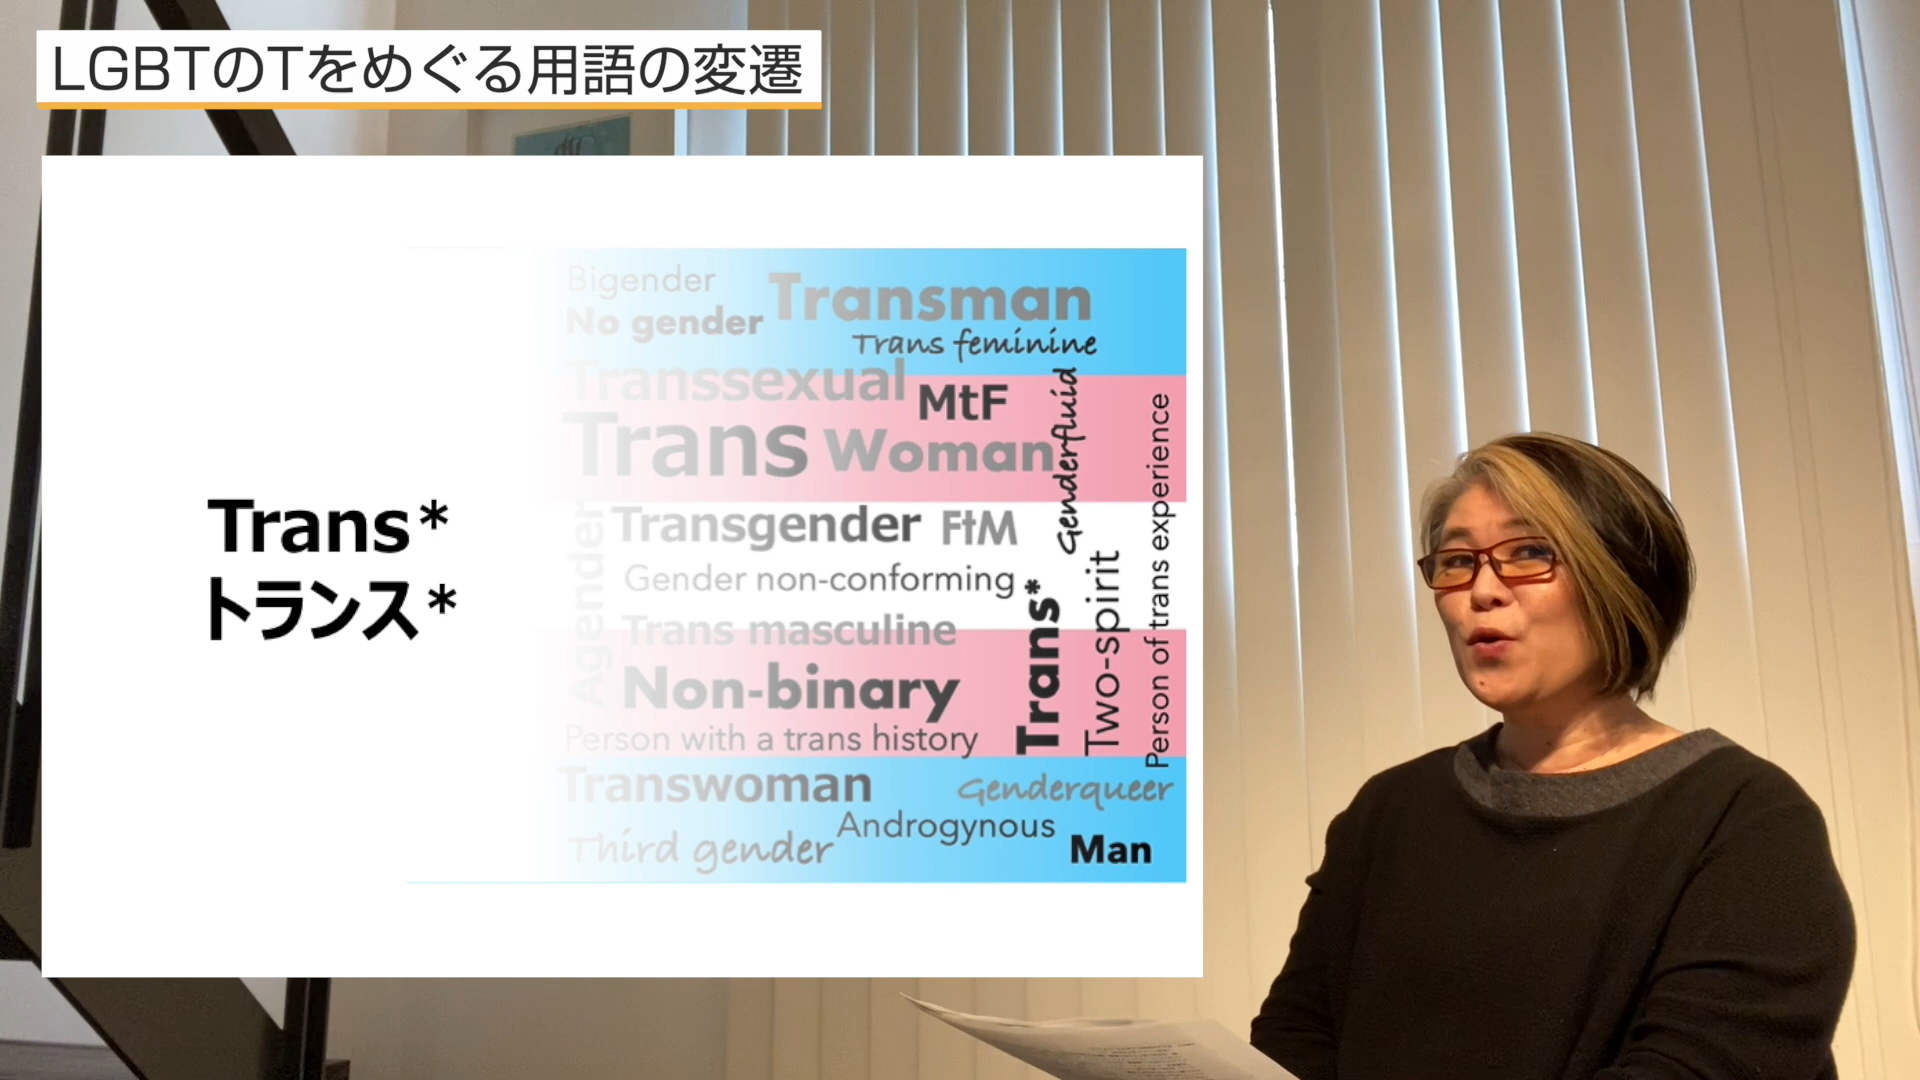 LGBTのTをめぐる用語の変遷
Trans*
トランス*
Bigender
Transman
No gender
Trans feminine
Transsexual
MtF
Genderfluid
Trans Woman
Person of trans experience
Agender
Transgender
FtM
Gender non-conforming
Trans*
Two-spirit
Trans masculine
Non-binary
Person with a trans history
Transwoman
Genderqueer
Androgynous
Third gender
Man